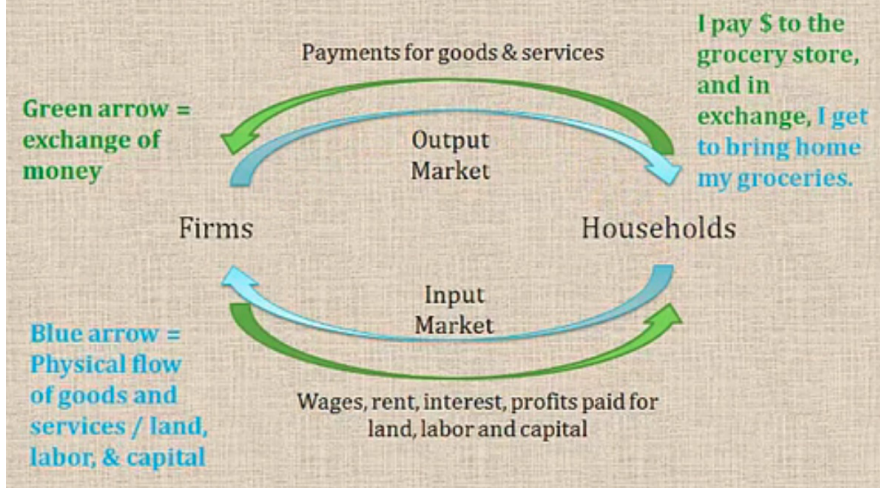 Payments for goods & services
I pay $ to the
grocery store,
and in
exchange, I get
to bring home
my groceries.
Green arrow =
exchange of
money
Output
Market
Firms
Households
Input
Market
Blue arrow =
Physical flow
of goods and
services / land,
labor, & capital
Wages, rent, interest, profits paid for
land, labor and capital